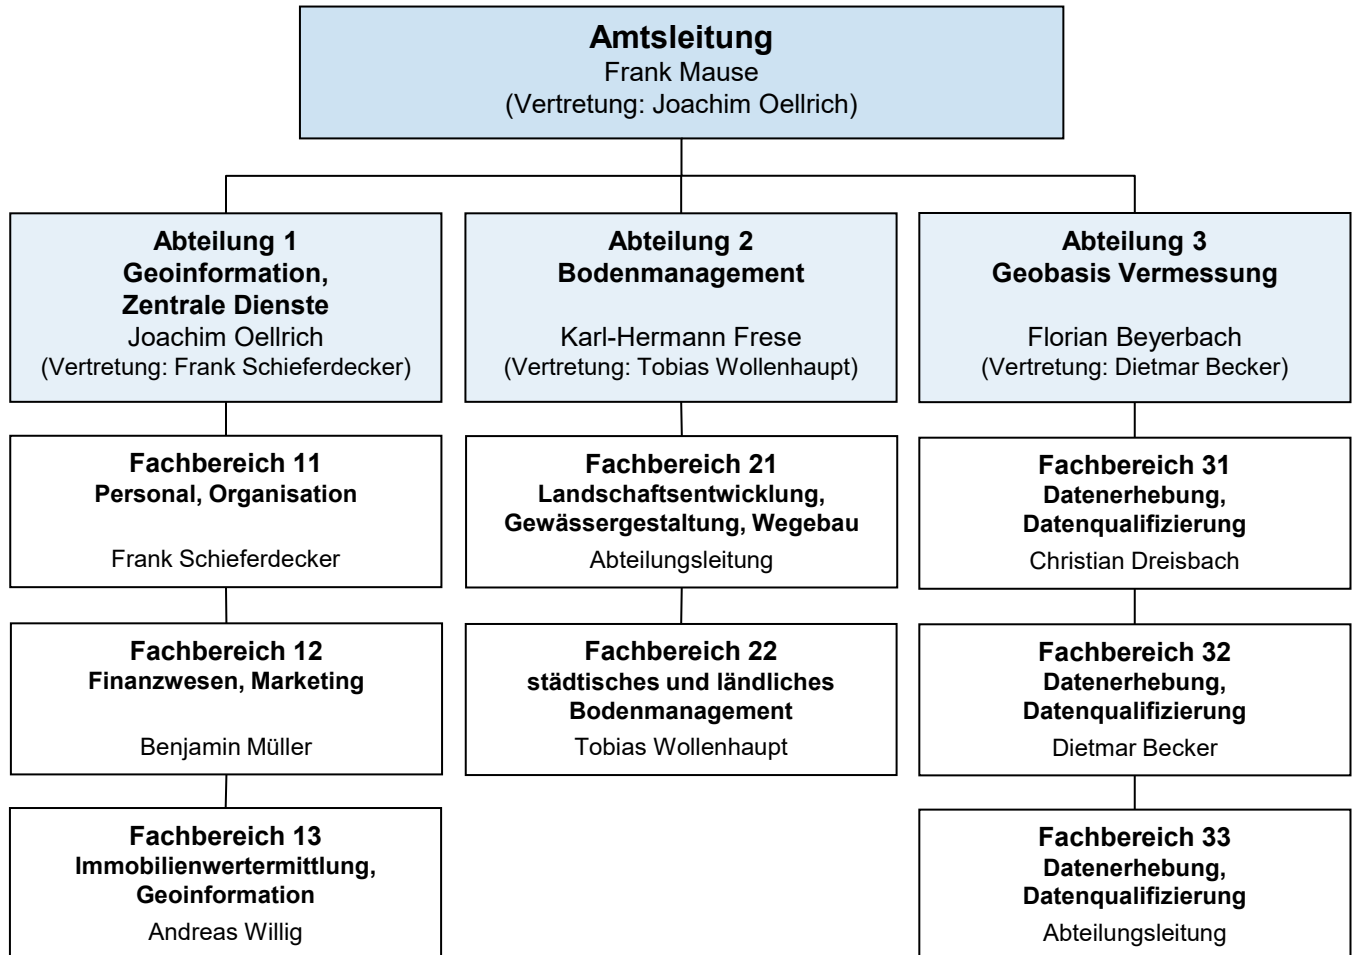 Amtsleitung
Frank Mause
(Vertretung: Joachim Oellrich)
Abteilung 1
Geoinformation,
Zentrale Dienste
Joachim Oellrich
(Vertretung: Frank Schieferdecker)
Abteilung 2
Bodenmanagement
Karl-Hermann Frese
(Vertretung: Tobias Wollenhaupt)
Abteilung 3
Geobasis Vermessung
Florian Beyerbach
(Vertretung: Dietmar Becker)
Fachbereich 11
Personal, Organisation
Frank Schieferdecker
Fachbereich 21
Landschaftsentwicklung,
Gewässergestaltung, Wegebau
Abteilungsleitung
Fachbereich 31
Datenerhebung,
Datenqualifizierung
Christian Dreisbach
Fachbereich 12
Finanzwesen, Marketing
Benjamin Müller
Fachbereich 22
städtisches und ländliches
Bodenmanagement
Tobias Wollenhaupt
Fachbereich 32
Datenerhebung,
Datenqualifizierung
Dietmar Becker
Fachbereich 13
Immobilienwertermittlung,
Geoinformation
Andreas Willig
Fachbereich 33
Datenerhebung,
Datenqualifizierung
Abteilungsleitung